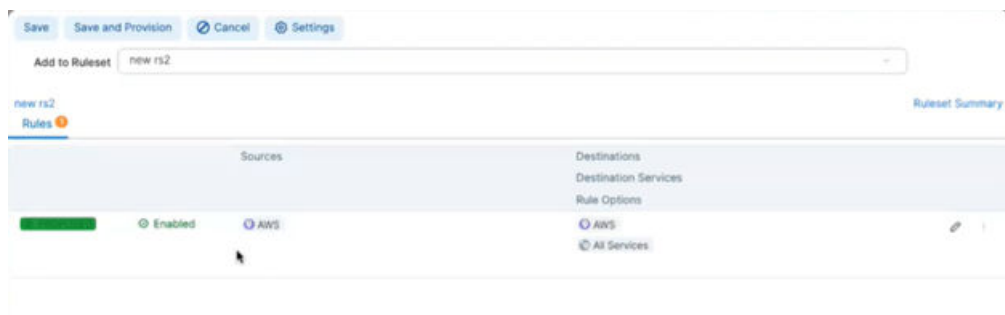 Save Save and Provision Cancel Settings
Add to Ruleset new rs2
new rs2 Ruleset Summary
Rules 1
Sources Destinations
Destination Services
Rule Options
Enabled AWS AWS
All Services